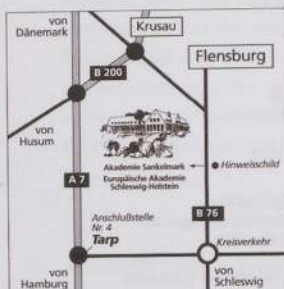 von
Dänemark
Krusau
Flensburg
B 200
von
Husum
Akademie Sankelmark
Europäische Akademie
Schleswig-Holstein
Hinweisschild
A 7
B 76
Anschlußstelle
Nr. 4
Tarp
Kreisverkehr
von
Hamburg
von
Schleswig